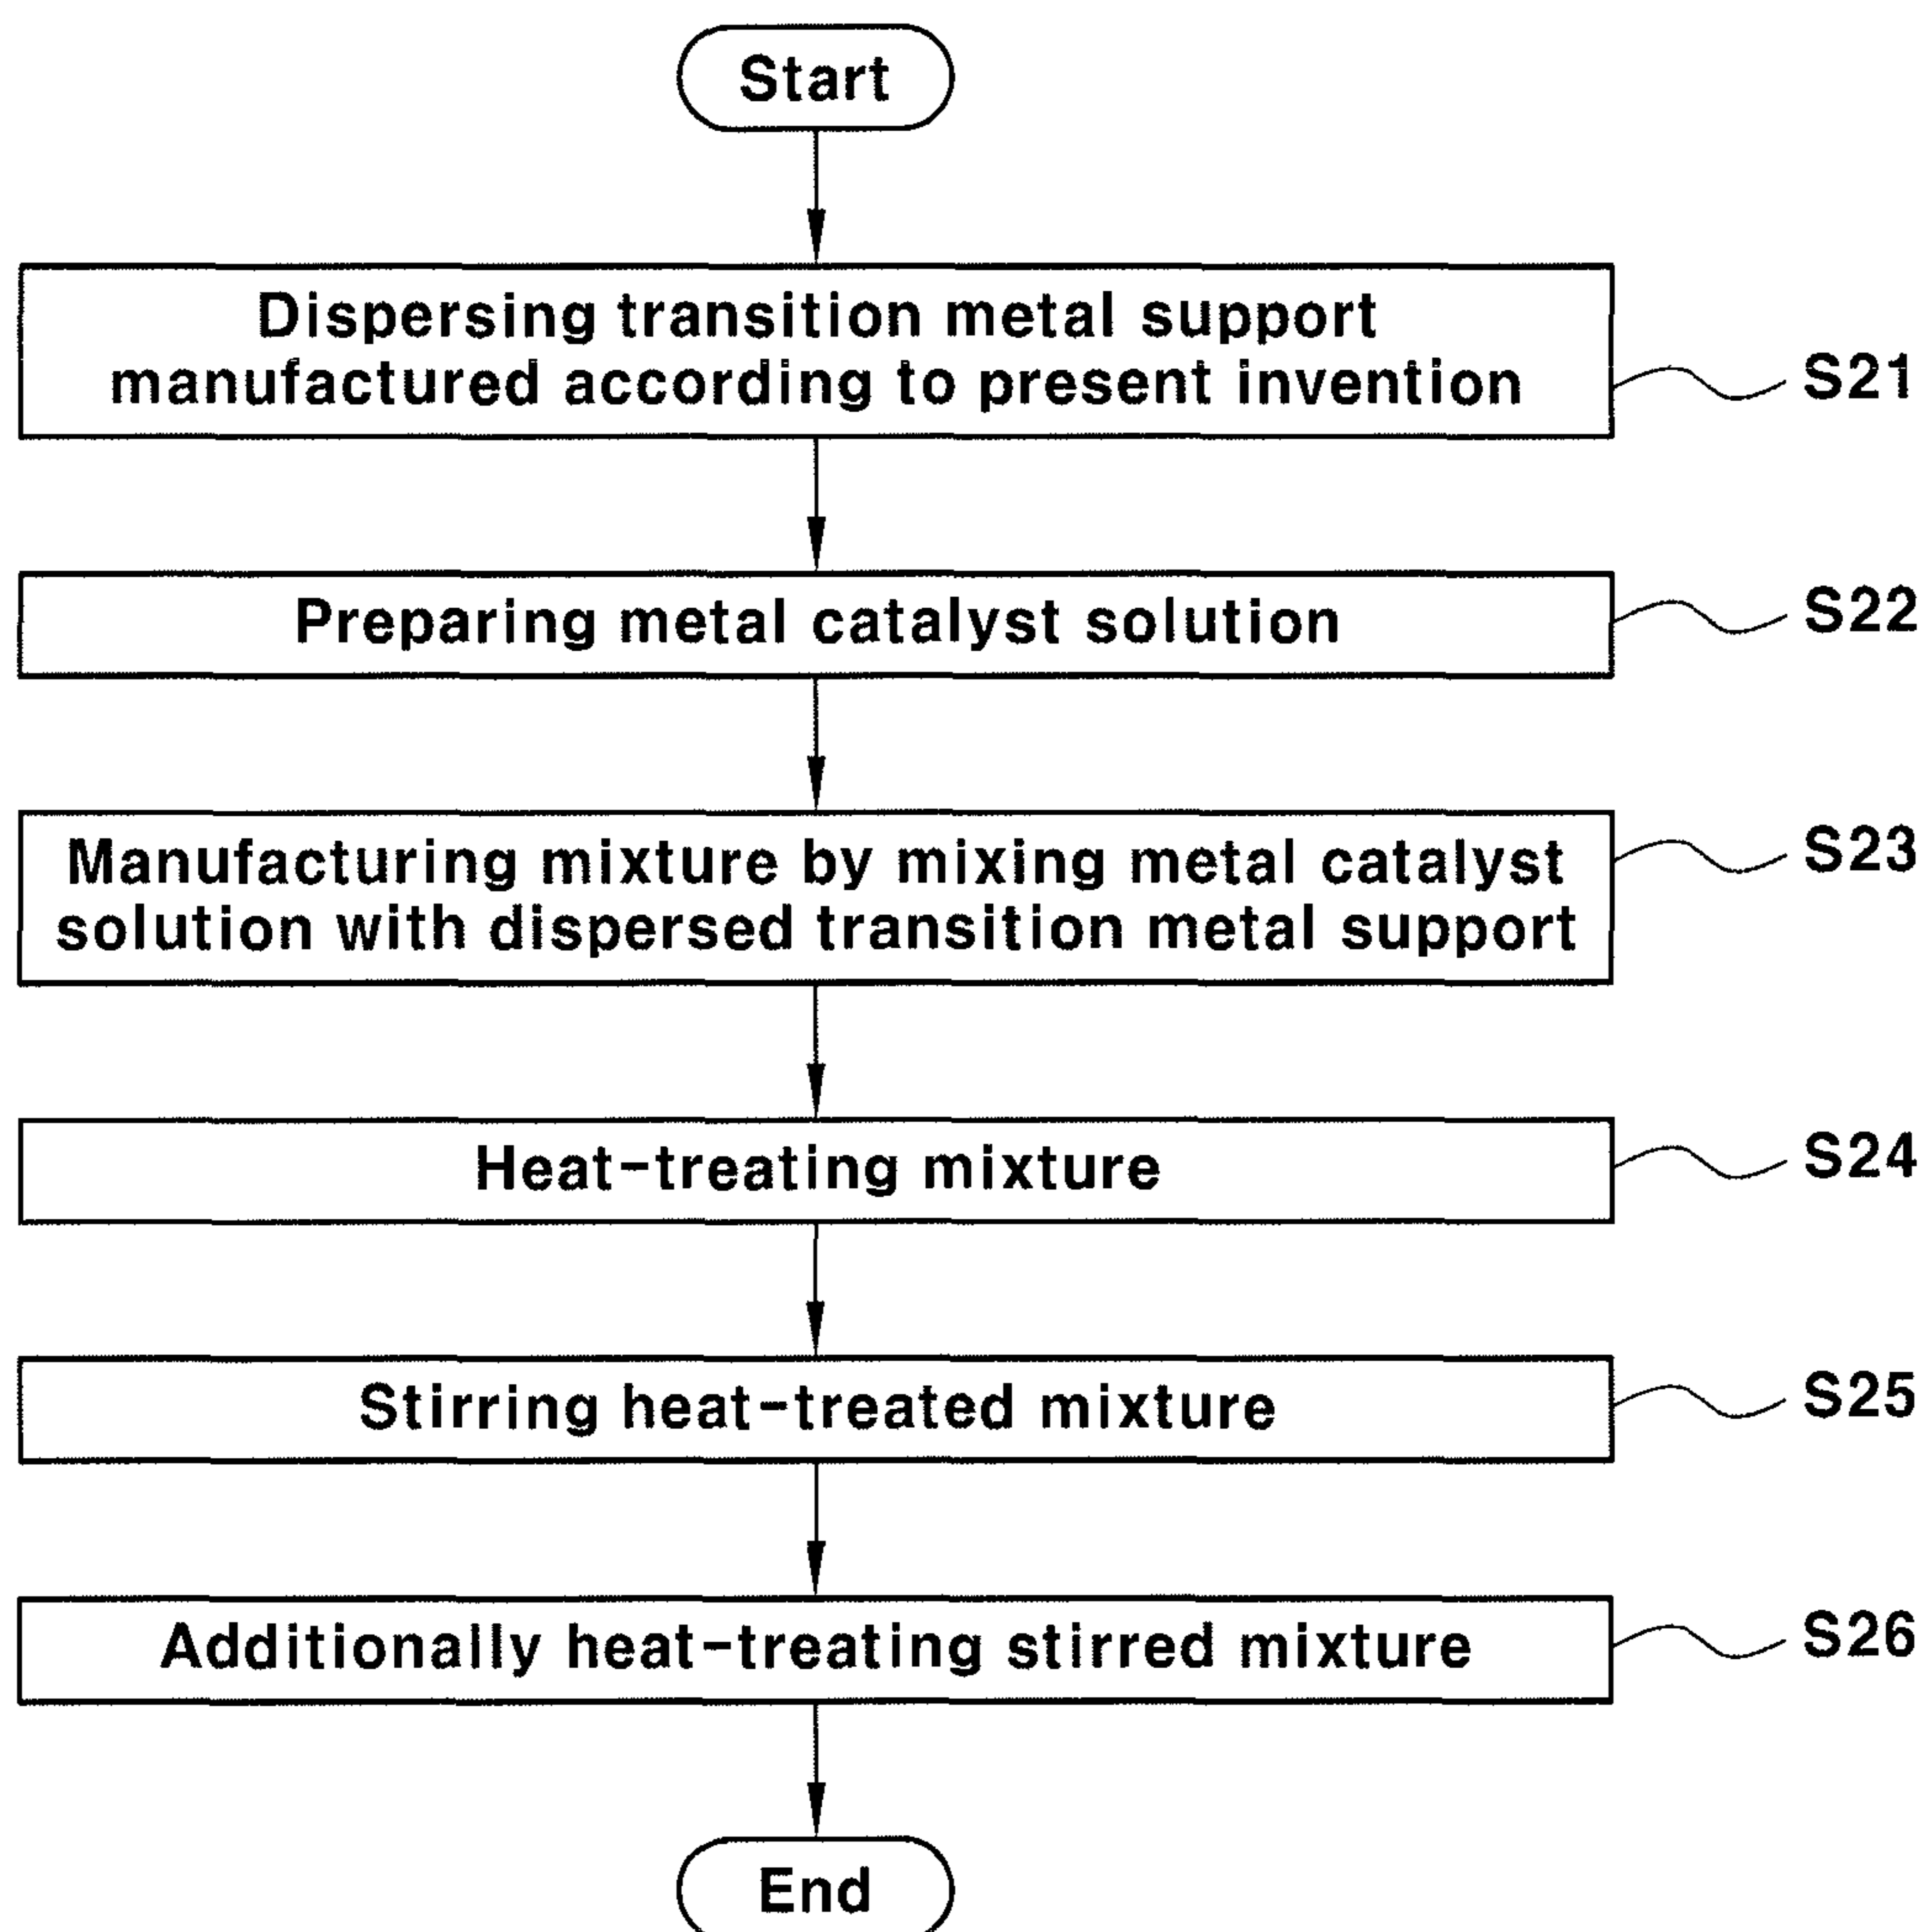 Start
Dispersing transition metal support
manufactured according to present invention
S21
Preparing metal catalyst solution
S22
Manufacturing mixture by mixing metal catalyst
solution with dispersed transition metal support
S23
Heat-treating mixture
S24
Stirring heat-treated mixture
S25
Additionally heat-treating stirred mixture
S26
End